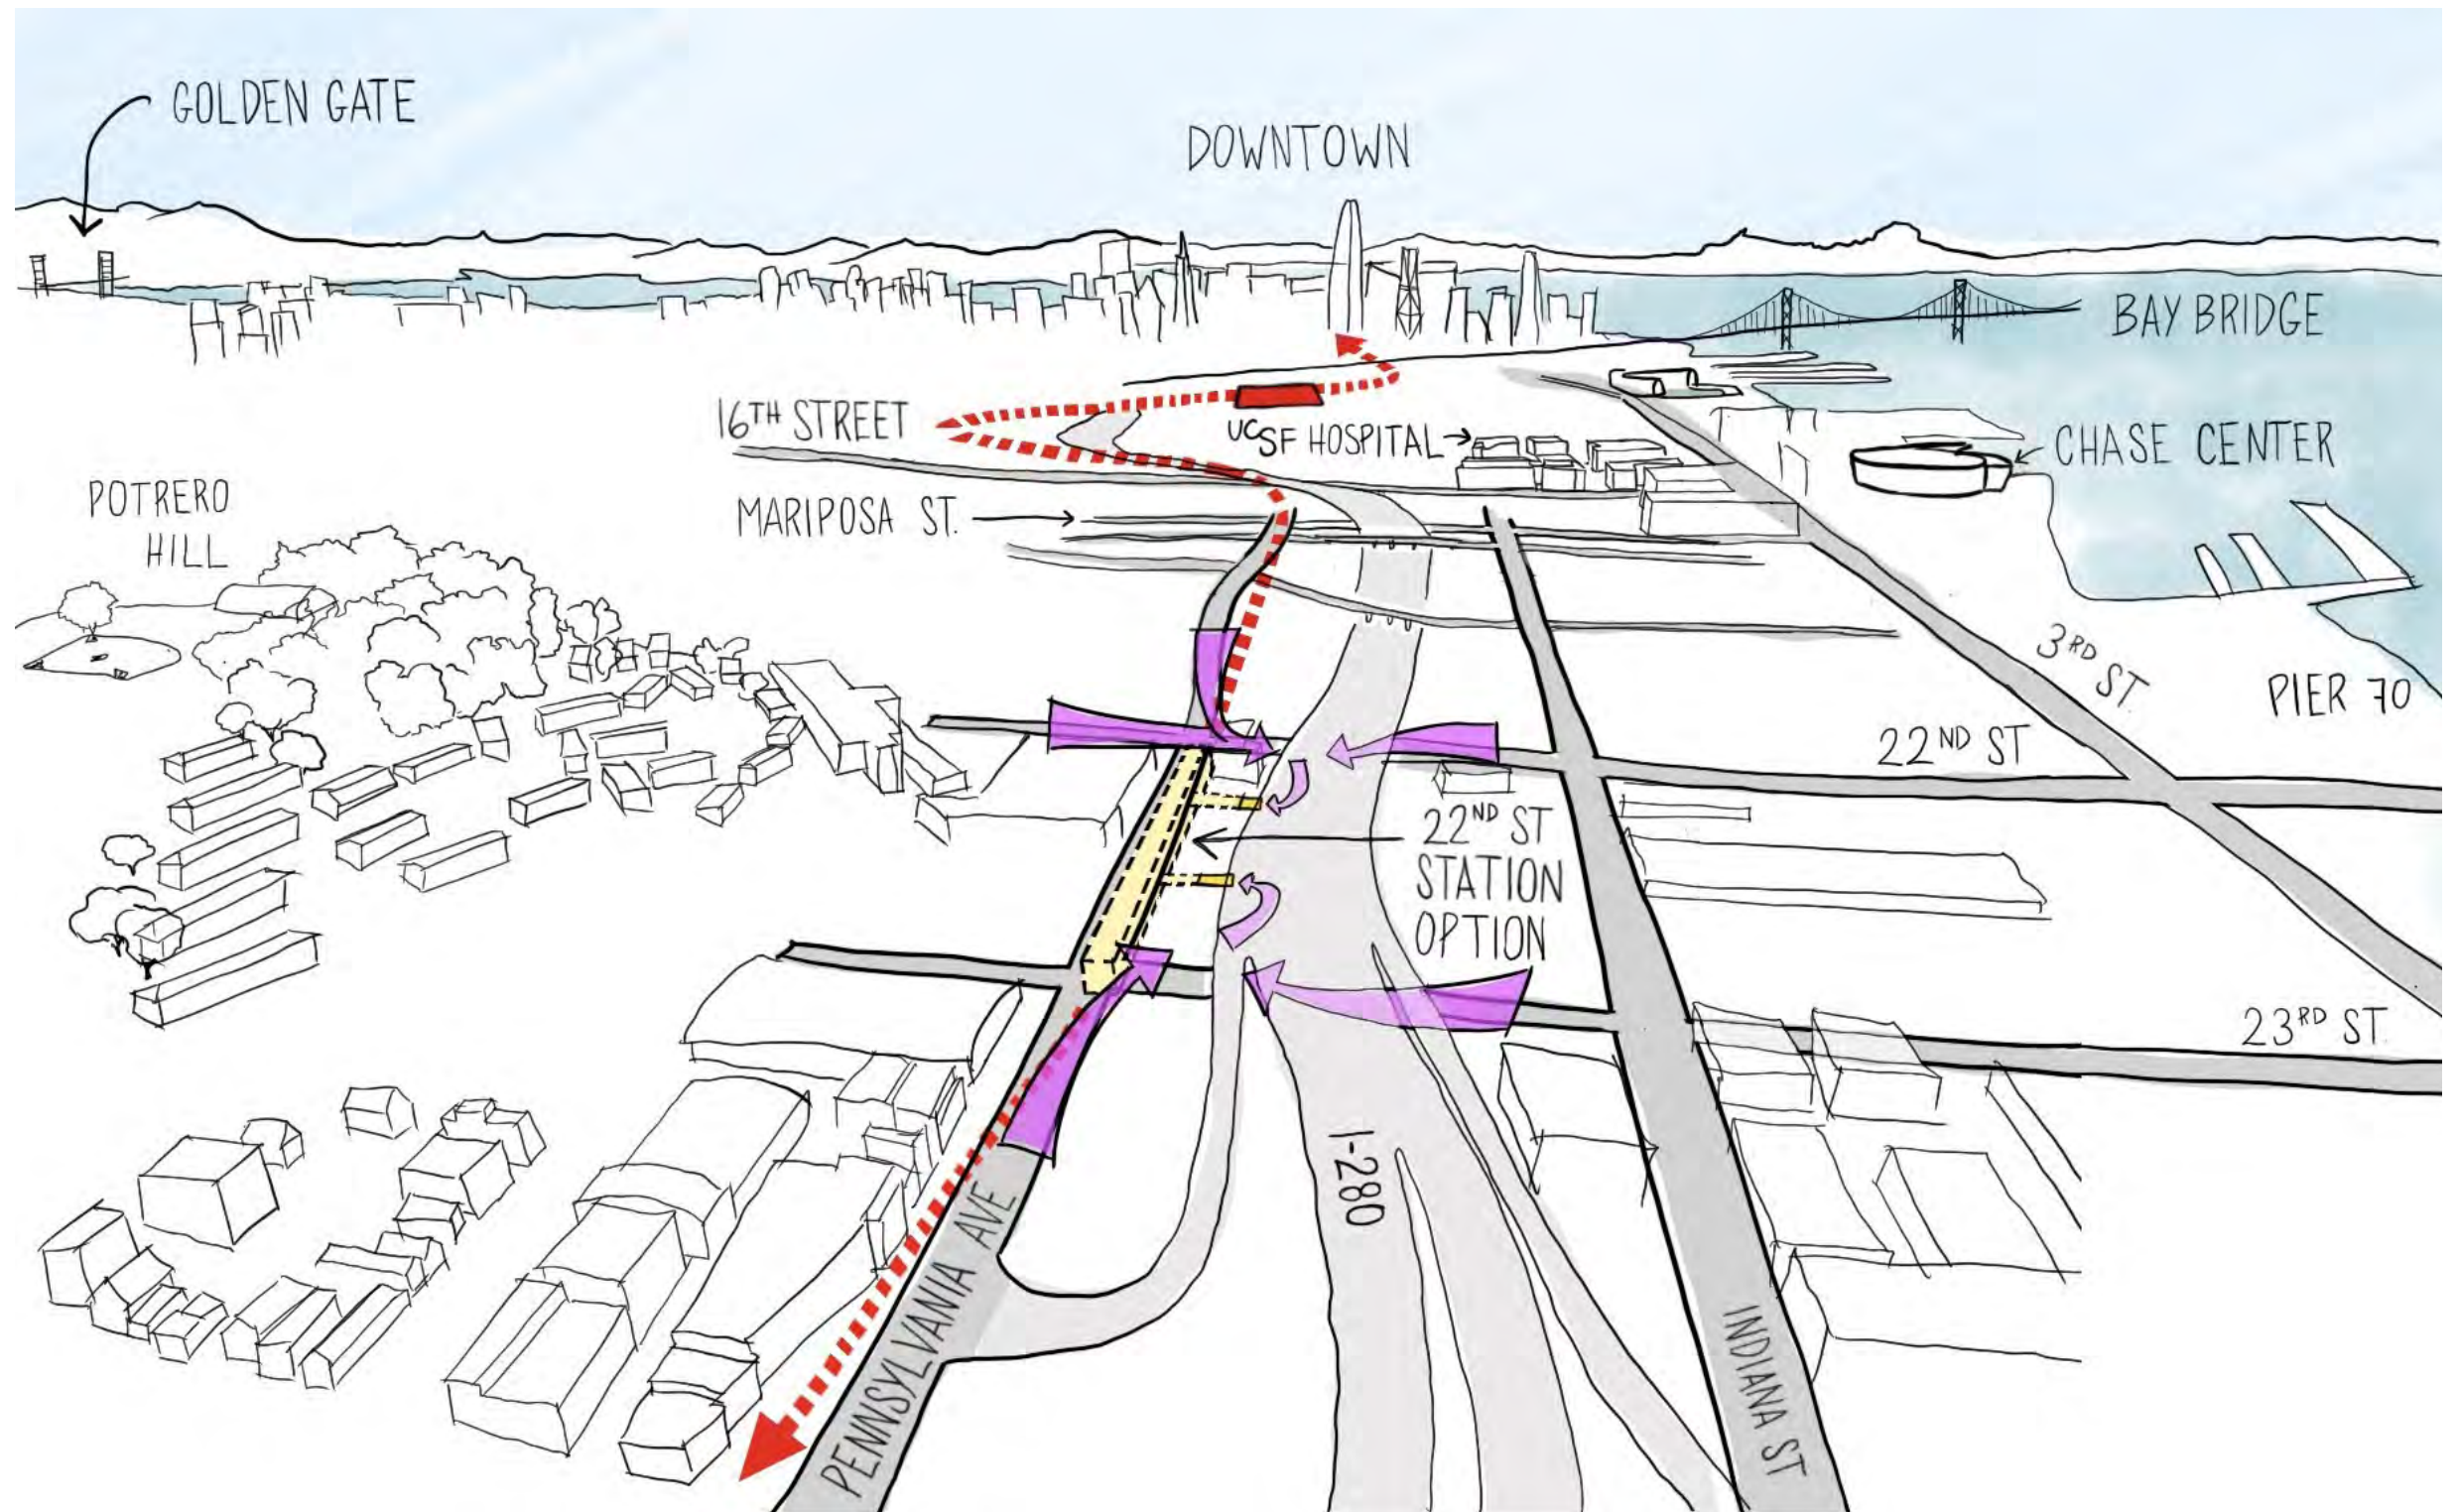 GOLDEN GATE
DOWNTOWN
BAY BRIDGE
16TH STREET
UCSF HOSPITAL
CHASE CENTER
POTRERO
HILL
MARIPOSA ST.
3RD ST.
PIER 70
22ND ST
22ND ST
STATION
OPTION
23RD ST.
I-280
PENNSYLVANIA AVE
INDIANA ST